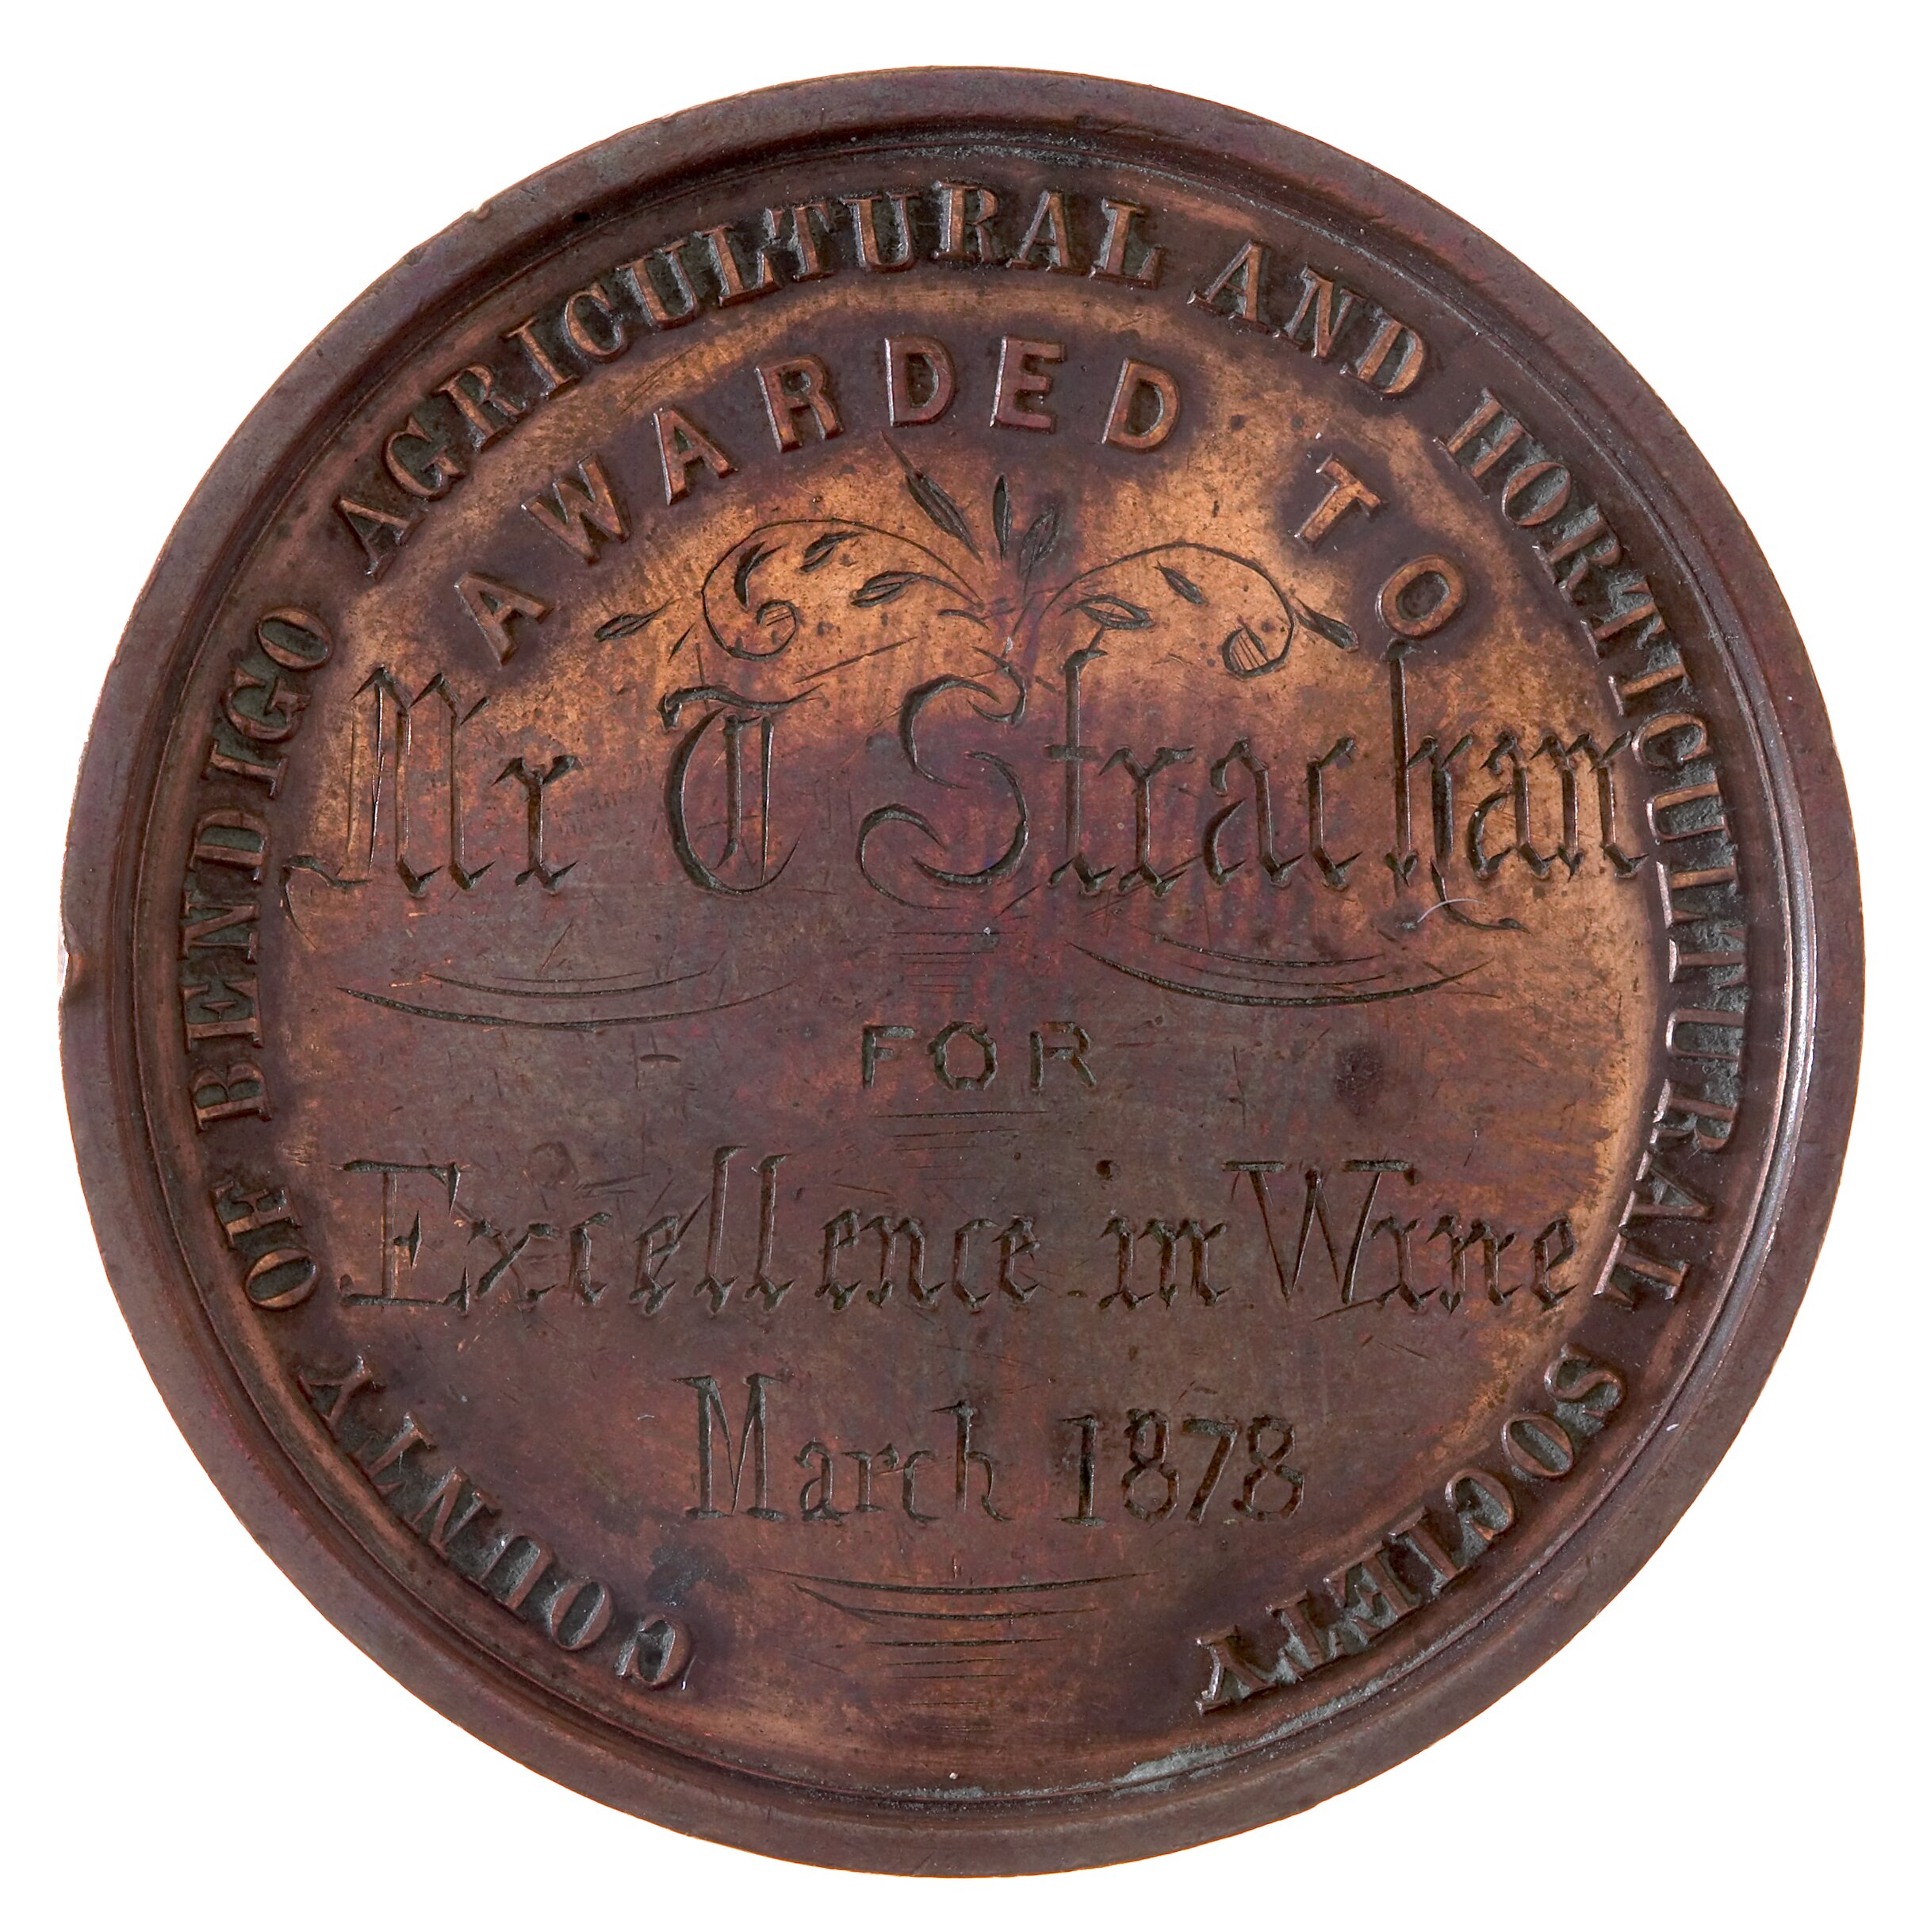 COUNTY OF BENDIGO AGRICULTURAL AND HORTICULTURAL SOCIETY
AWARDED TO
Mr T Strachan
FOR
Excellence in Wine
March 1878